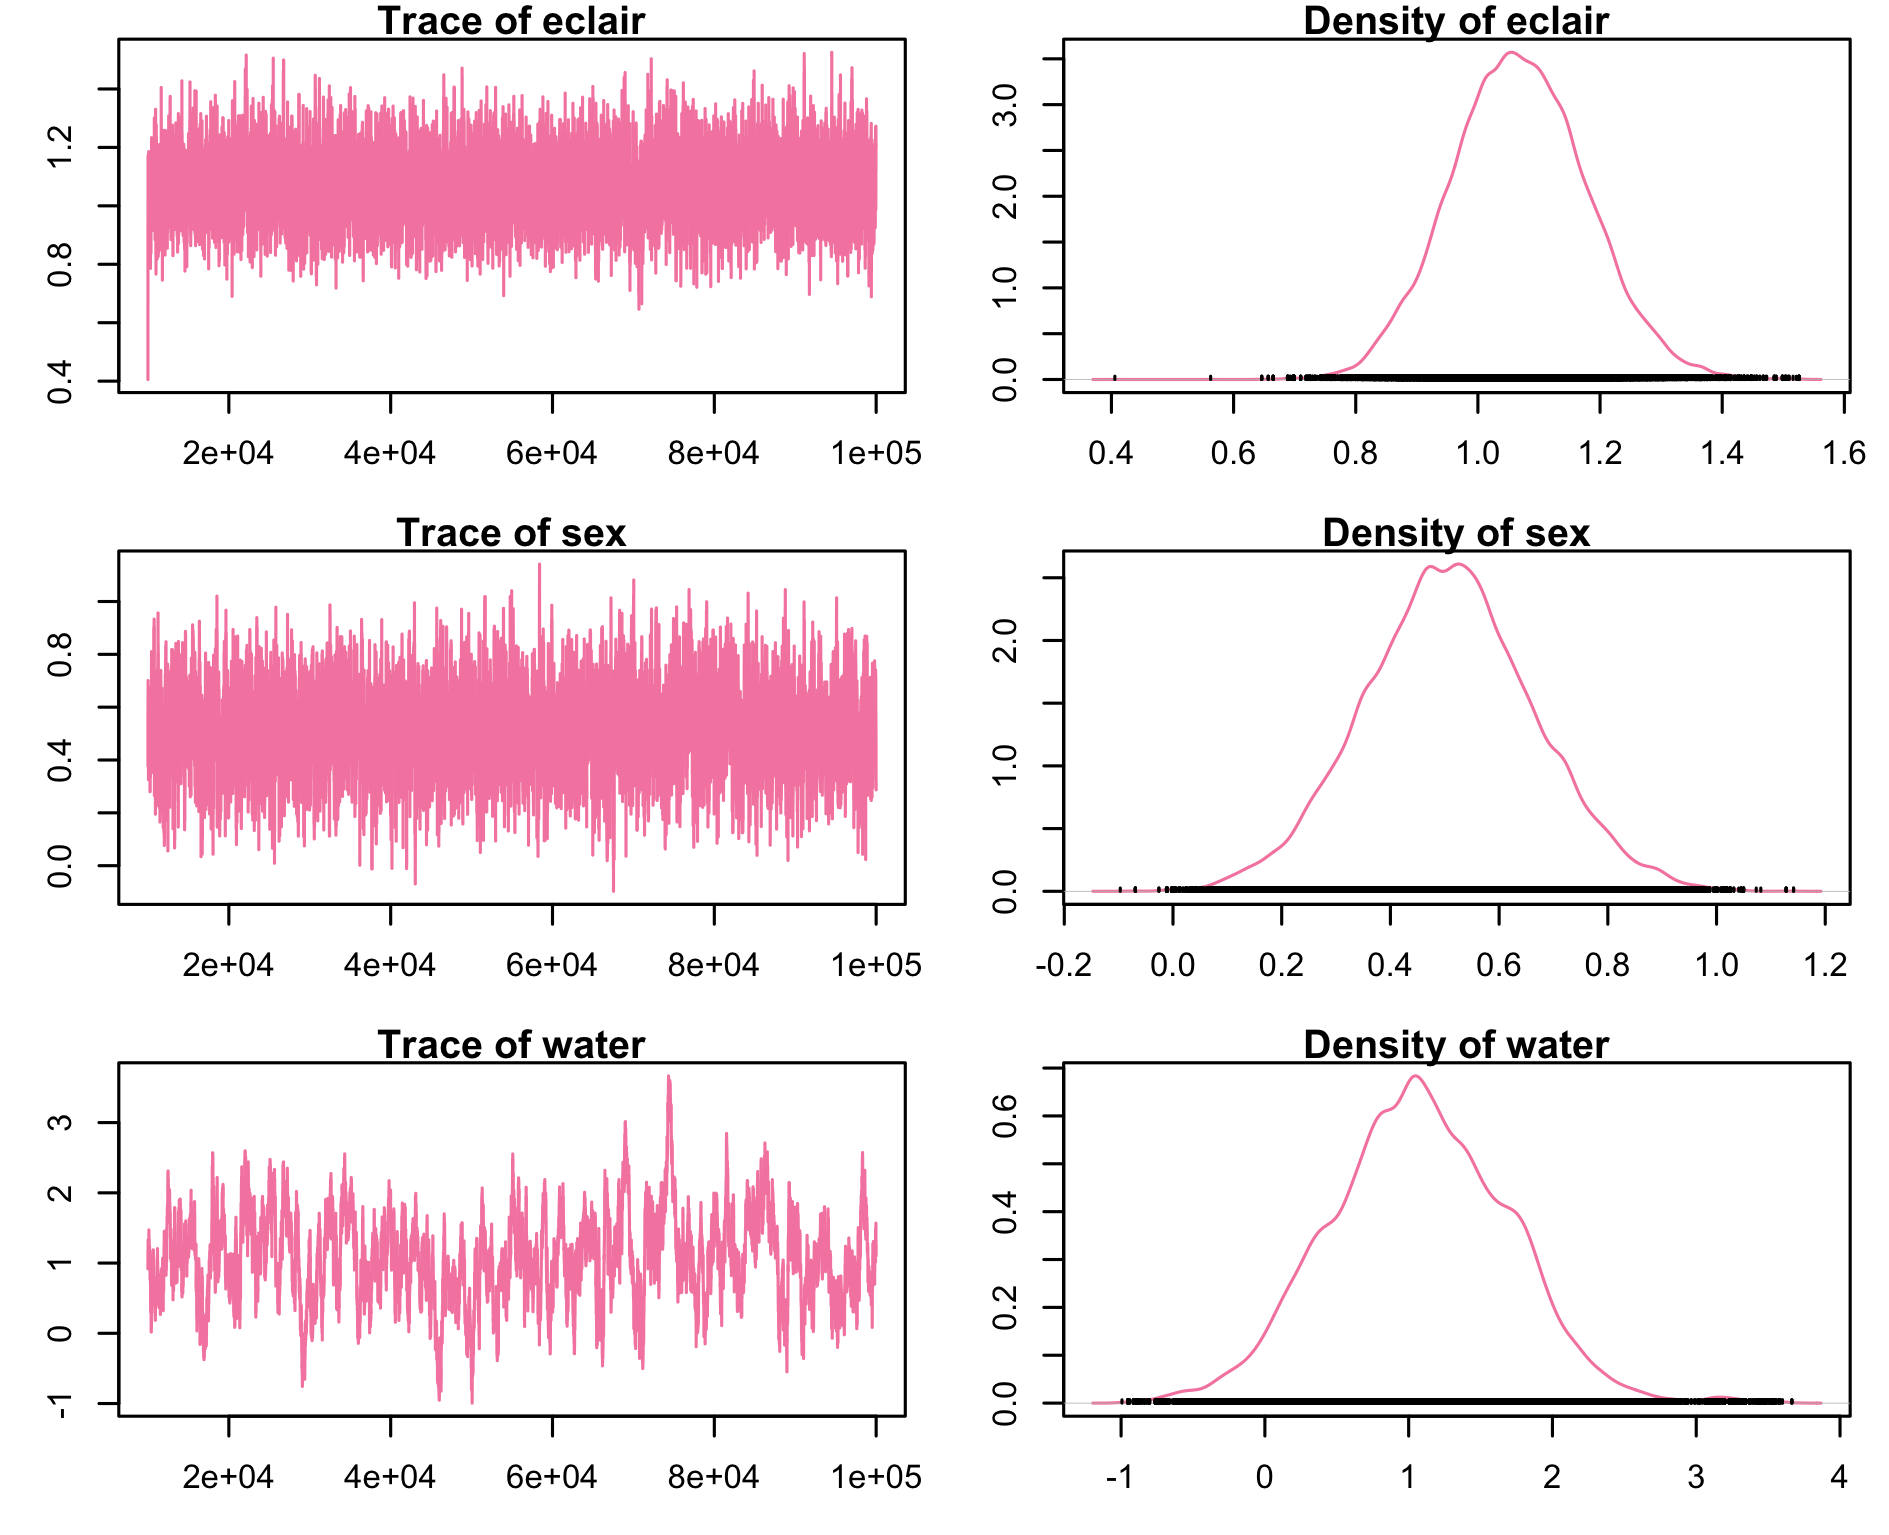 Trace of eclair
0.4 0.8 1.2
2e+04 4e+04 6e+04 8e+04 1e+05
Density of eclair
0.0 1.0 2.0 3.0
0.4 0.6 0.8 1.0 1.2 1.4 1.6
Trace of sex
0.0 0.4 0.8
2e+04 4e+04 6e+04 8e+04 1e+05
Density of sex
0.0 1.0 2.0
-0.2 0.0 0.2 0.4 0.6 0.8 1.0 1.2
Trace of water
-1 0 1 2 3
2e+04 4e+04 6e+04 8e+04 1e+05
Density of water
0.0 0.2 0.4 0.6
-1 0 1 2 3 4